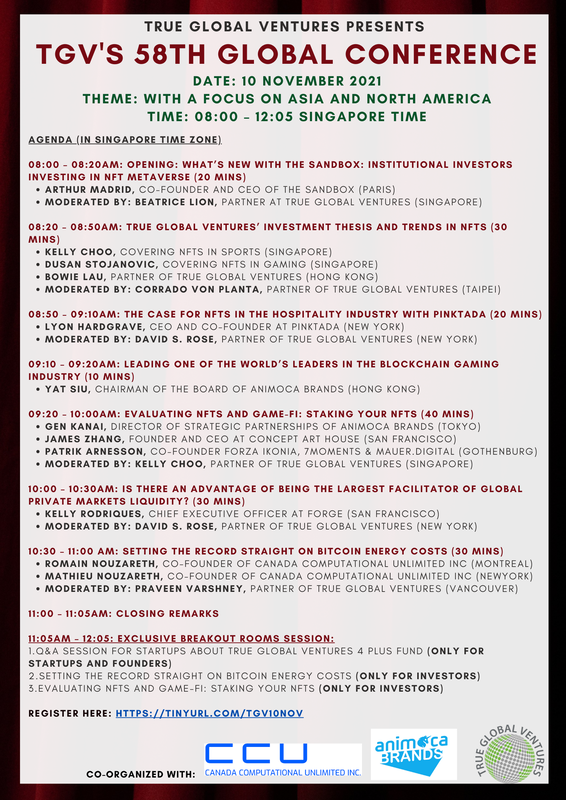 TRUE GLOBAL VENTURES PRESENTS
TGV'S 58TH GLOBAL CONFERENCE
DATE: 10 NOVEMBER 2021
THEME: WITH A FOCUS ON ASIA AND NORTH AMERICA
TIME: 08:00 – 12:05 SINGAPORE TIME
AGENDA (IN SINGAPORE TIME ZONE)
08:00 – 08:20AM: OPENING: WHAT'S NEW WITH THE SANDBOX: INSTITUTIONAL INVESTORS
INVESTING IN NFT METAVERSE (20 MINS)
• ARTHUR MADRID, CO-FOUNDER AND CEO OF THE SANDBOX (PARIS)
• MODERATED BY: BEATRICE LION, PARTNER AT TRUE GLOBAL VENTURES (SINGAPORE)
08:20 – 08:50AM: TRUE GLOBAL VENTURES' INVESTMENT THESIS AND TRENDS IN NFTS (30
MINS)
• KELLY CHOO, COVERING NFTS IN SPORTS (SINGAPORE)
• DUSAN STOJANOVIC, COVERING NFTS IN GAMING (SINGAPORE)
• BOWIE LAU, PARTNER OF TRUE GLOBAL VENTURES (HONG KONG)
• MODERATED BY: CORRADO VON PLANTA, PARTNER OF TRUE GLOBAL VENTURES (TAIPEI)
08:50 – 09:10AM: THE CASE FOR NFTS IN THE HOSPITALITY INDUSTRY WITH PINKTADA (20 MINS)
• LYON HARDGRAVE, CEO AND CO-FOUNDER AT PINKTADA (NEW YORK)
• MODERATED BY: DAVID S. ROSE, PARTNER OF TRUE GLOBAL VENTURES (NEW YORK)
09:10 – 09:20AM: LEADING ONE OF THE WORLD'S LEADERS IN THE BLOCKCHAIN GAMING
INDUSTRY (10 MINS)
• YAT SIU, CHAIRMAN OF THE BOARD OF ANIMOCA BRANDS (HONG KONG)
09:20 – 10:00AM: EVALUATING NFTS AND GAME-FI: STAKING YOUR NFTS (40 MINS)
• GEN KANAI, DIRECTOR OF STRATEGIC PARTNERSHIPS OF ANIMOCA BRANDS (TOKYO)
• JAMES ZHANG, FOUNDER AND CEO AT CONCEPT ART HOUSE (SAN FRANCISCO)
• PATRIK ARNESSON, CO-FOUNDER FORZA IKONIA, 7MOMENTS & MAUER.DIGITAL (GOTHENBURG)
• MODERATED BY: KELLY CHOO, PARTNER OF TRUE GLOBAL VENTURES (SINGAPORE)
10:00 – 10:30AM: IS THERE AN ADVANTAGE OF BEING THE LARGEST FACILITATOR OF GLOBAL
PRIVATE MARKETS LIQUIDITY? (30 MINS)
• KELLY RODRIQUES, CHIEF EXECUTIVE OFFICER AT FORGE (SAN FRANCISCO)
• MODERATED BY: DAVID S. ROSE, PARTNER OF TRUE GLOBAL VENTURES (NEW YORK)
10:30 – 11:00 AM: SETTING THE RECORD STRAIGHT ON BITCOIN ENERGY COSTS (30 MINS)
• ROMAIN NOUZARETH, CO-FOUNDER OF CANADA COMPUTATIONAL UNLIMITED INC (MONTREAL)
• MATHIEU NOUZARETH, CO-FOUNDER OF CANADA COMPUTATIONAL UNLIMITED INC (NEWYORK)
• MODERATED BY: PRAVEEN VARSHNEY, PARTNER OF TRUE GLOBAL VENTURES (VANCOUVER)
11:00 – 11:05AM: CLOSING REMARKS
11:05AM – 12:05: EXCLUSIVE BREAKOUT ROOMS SESSION:
1.Q&A SESSION FOR STARTUPS ABOUT TRUE GLOBAL VENTURES 4 PLUS FUND (ONLY FOR
STARTUPS AND FOUNDERS)
2.SETTING THE RECORD STRAIGHT ON BITCOIN ENERGY COSTS (ONLY FOR INVESTORS)
3.EVALUATING NFTS AND GAME-FI: STAKING YOUR NFTS (ONLY FOR INVESTORS)
REGISTER HERE: HTTPS://TINYURL.COM/TGV10NOV
CO-ORGANIZED WITH:
CCU
CANADA COMPUTATIONAL UNLIMITED INC.
animoca
BRANDS
TRUE GLOBAL VENTURES